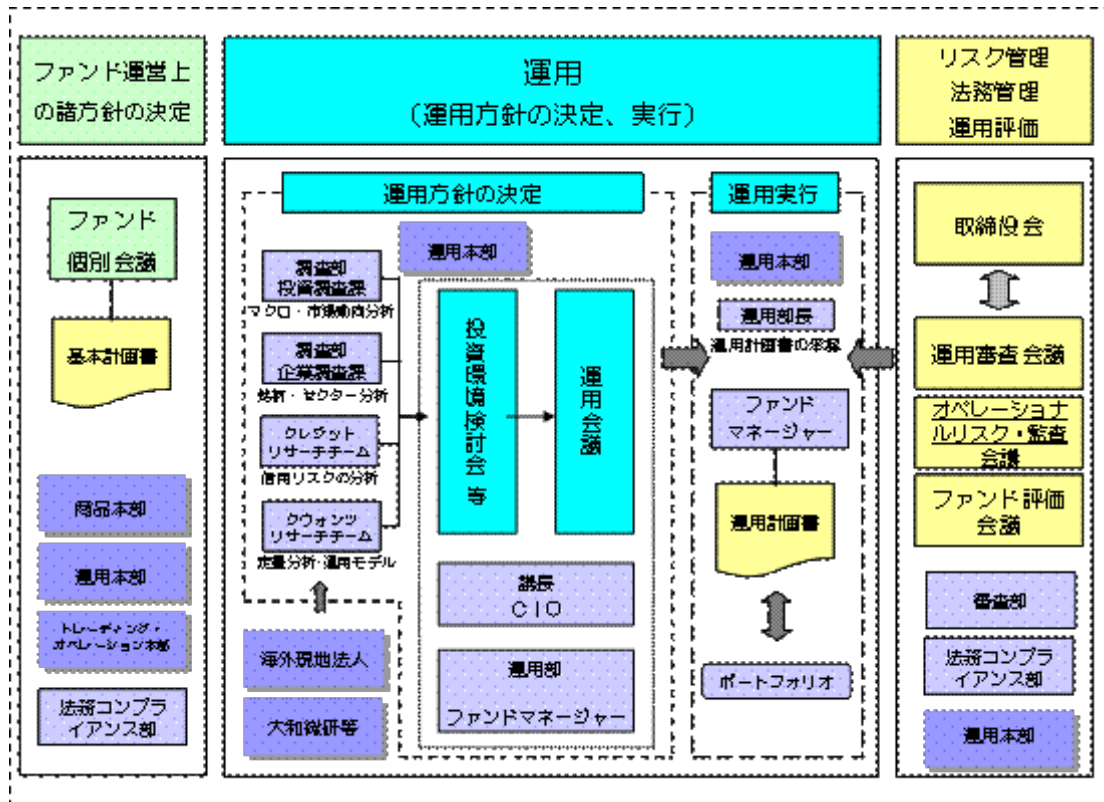 ファンド運営上
の諸方針の決定
ファンド
個別会議
基本計画書
商品本部
運用本部
トレーディング・
オペレーション本部
法務コンプラ
イアンス部
運用
(運用方針の決定、実行)
運用方針の決定
運用本部
調査部
投資調査課
マクロ・市場動向分析
調査部
企業調査課
銘柄・セクター分析
クレジット
リサーチチーム
信用リスクの分析
クウォンツ
リサーチチーム
定量分析・運用モデル
海外現地法人
大和総研等
投資環境検討会 等
運用会議
議長
CIO
運用部
ファンドマネージャー
運用実行
運用本部
運用部長
運用計画書の承認
ファンド
マネージャー
運用計画書
ポートフォリオ
リスク管理
法務管理
運用評価
取締役会
運用審査会議
オペレーショナ
ルリスク・監査
会議
ファンド評価
会議
審査部
法務コンプラ
イアンス部
運用本部